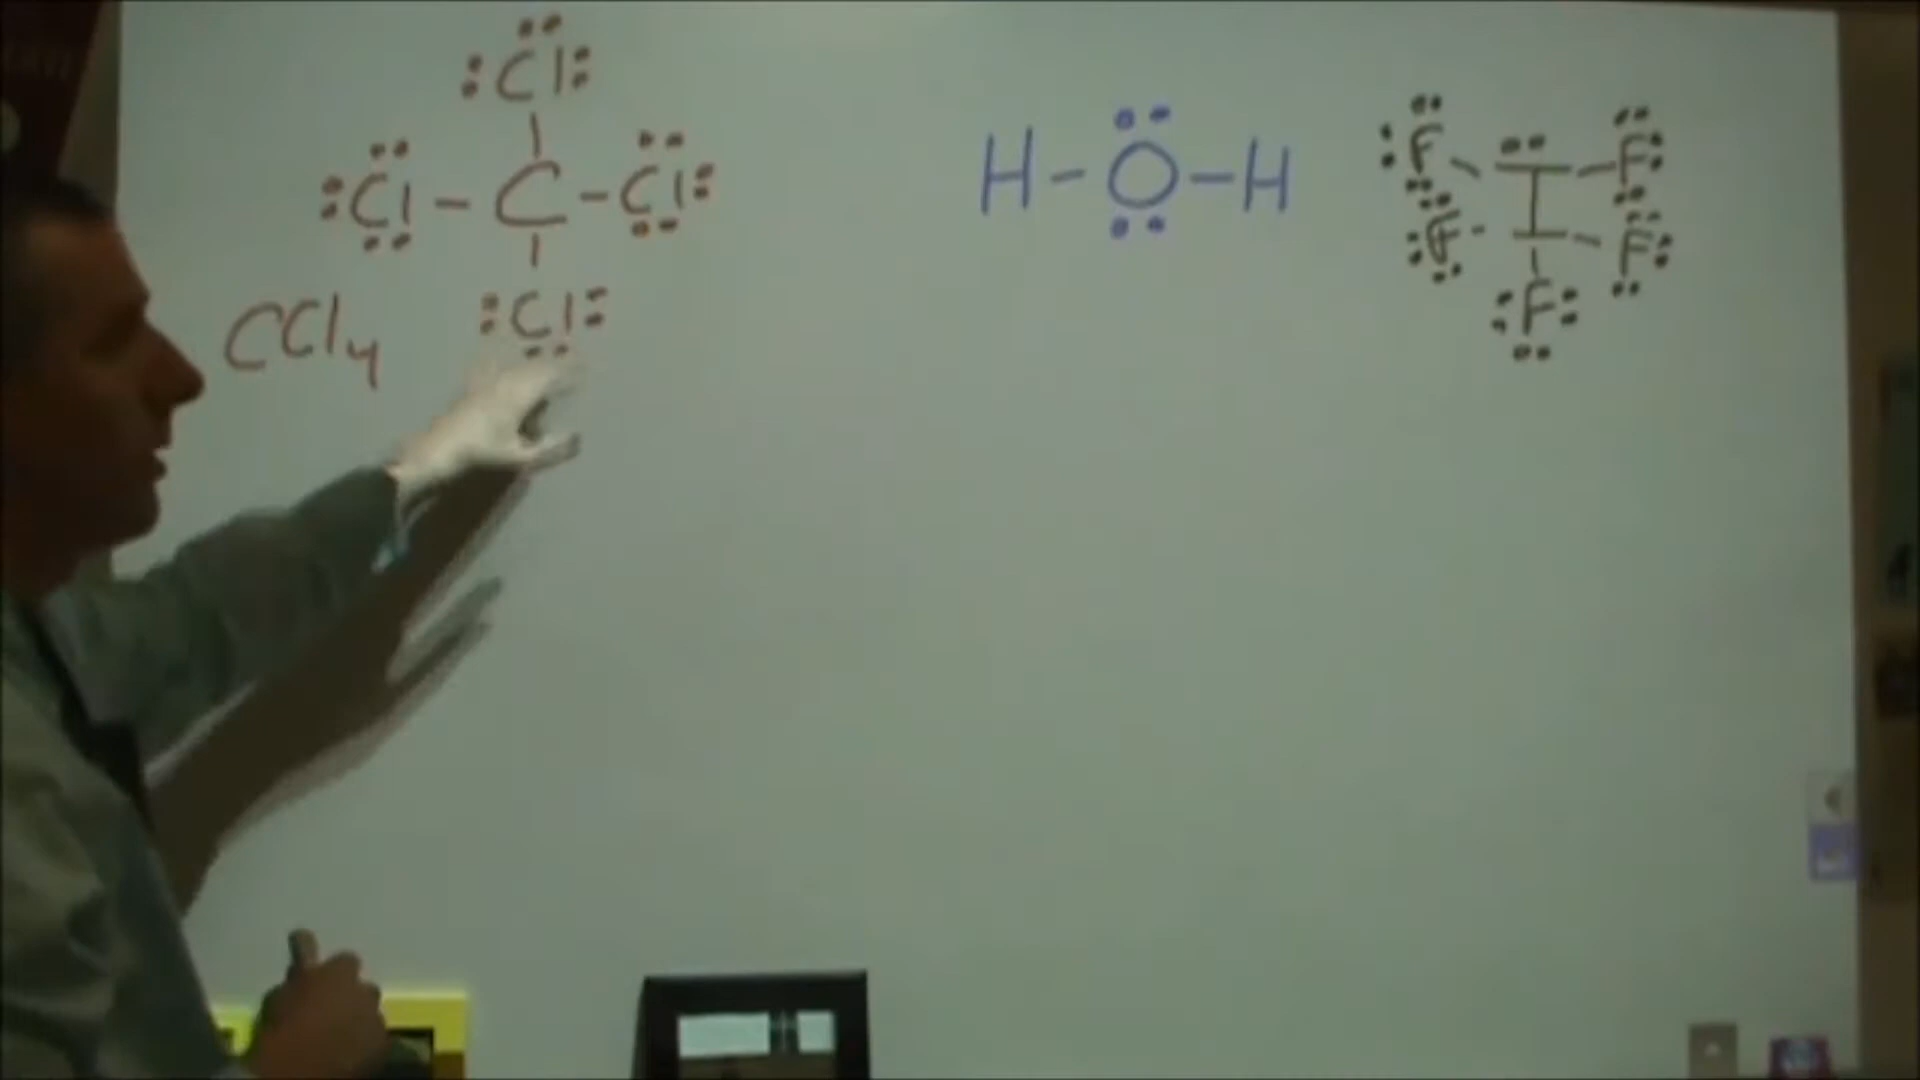 Cl
Cl - C - Cl
Cl
CCl4
H - O - H
F I F
F F
F